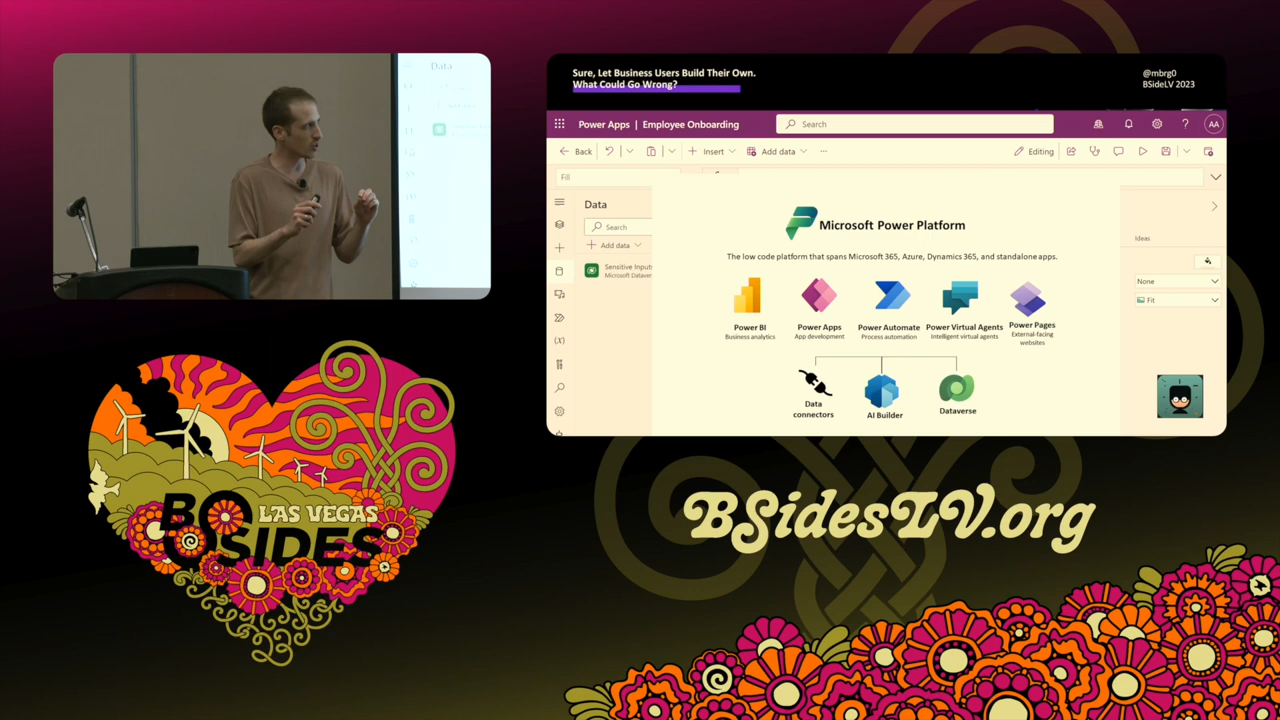 Data
Sure, Let Business Users Build Their Own.
What Could Go Wrong?
@mbrg0
BSideLV 2023
Power Apps | Employee Onboarding
Search
AA
Back
Insert
Add data
...
Editing
Fill
Data
Search
Add data
Sensitive Inputs
Microsoft Datavers
Ideas
None
Fit
Microsoft Power Platform
The low code platform that spans Microsoft 365, Azure, Dynamics 365, and standalone apps.
Power BI
Business analytics
Power Apps
App development
Power Automate
Process automation
Power Virtual Agents
Intelligent virtual agents
Power Pages
External-facing
websites
Data
connectors
AI Builder
Dataverse
BSIDES
LAS VEGAS
BSidesLV.org